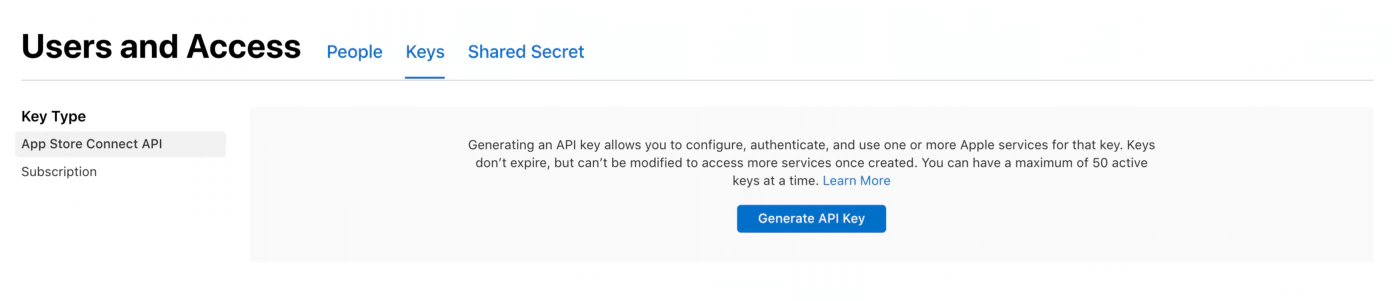 Users and Access People Keys Shared Secret
Key Type
App Store Connect API
Subscription
Generating an API key allows you to configure, authenticate, and use one or more Apple services for that key. Keys
don’t expire, but can’t be modified to access more services once created. You can have a maximum of 50 active
keys at a time. Learn More
Generate API Key